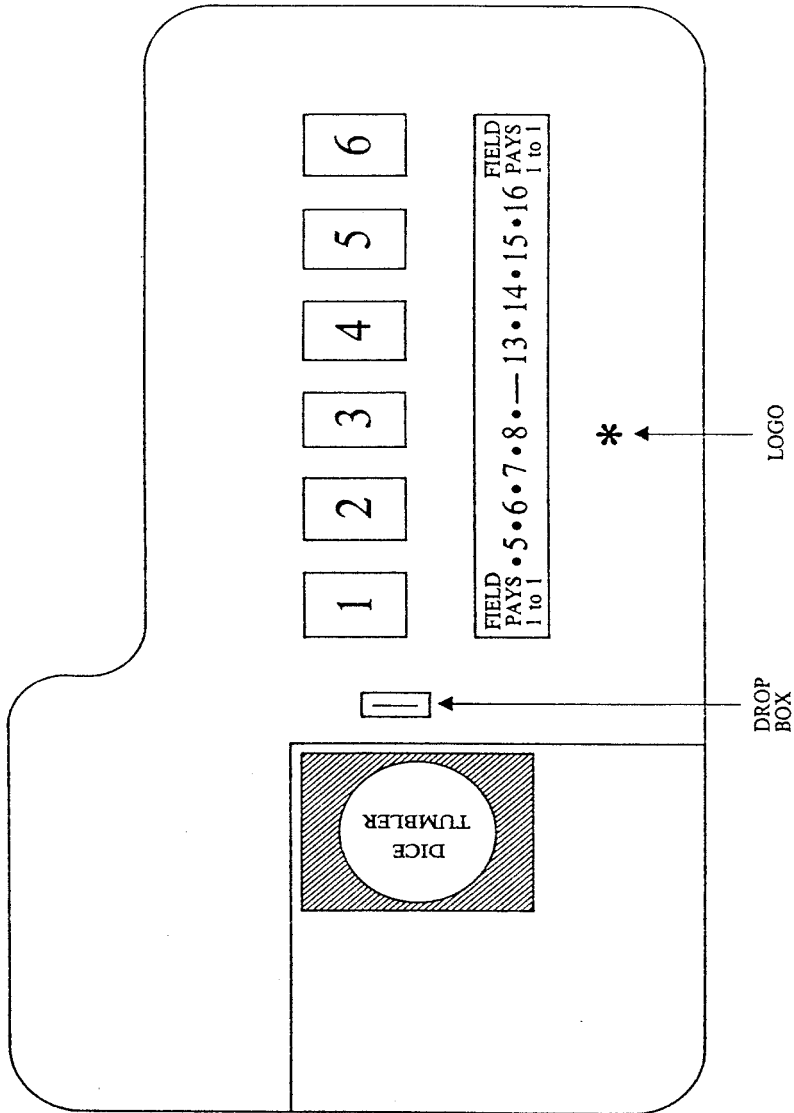 1 2 3 4 5 6
FIELD
PAYS
1 to 1
•5•6•7•8•—13•14•15•16
FIELD
PAYS
1 to 1
*
DICE
TUMBLER
DROP
BOX
LOGO